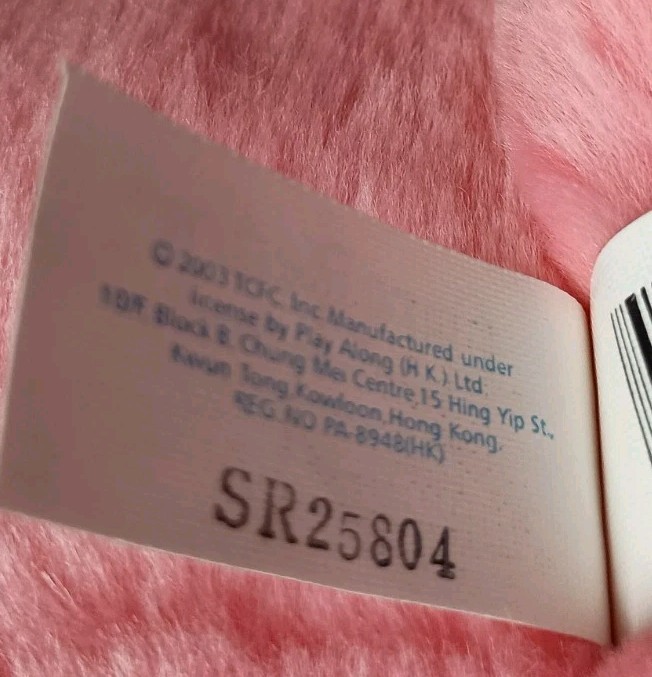 © 2003 TCFC, Inc. Manufactured under
license by Play Along (H.K.) Ltd.
10/F Block B, Chung Mei Centre,15 Hing Yip St.,
Kwun Tong,Kowloon,Hong Kong.
REG. NO PA-8948(HK)
SR25804